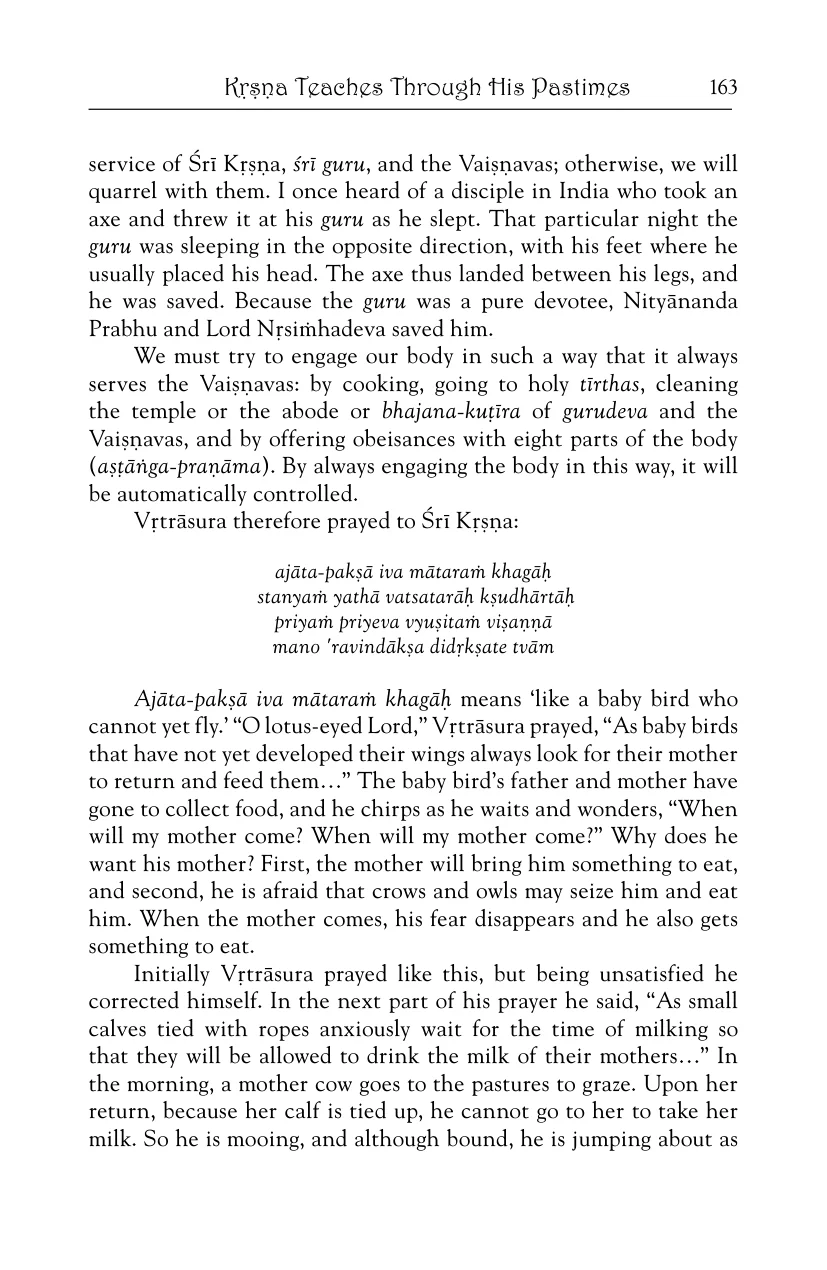 Kṛṣṇa Teaches Through His Pastimes 163
service of Śrī Kṛṣṇa, śrī guru, and the Vaiṣṇavas; otherwise, we will
quarrel with them. I once heard of a disciple in India who took an
axe and threw it at his guru as he slept. That particular night the
guru was sleeping in the opposite direction, with his feet where he
usually placed his head. The axe thus landed between his legs, and
he was saved. Because the guru was a pure devotee, Nityānanda
Prabhu and Lord Nṛsiṁhadeva saved him.
We must try to engage our body in such a way that it always
serves the Vaiṣṇavas: by cooking, going to holy tīrthas, cleaning
the temple or the abode or bhajana-kuṭīra of gurudeva and the
Vaiṣṇavas, and by offering obeisances with eight parts of the body
(aṣṭāṅga-praṇāma). By always engaging the body in this way, it will
be automatically controlled.
Vṛtrāsura therefore prayed to Śrī Kṛṣṇa:
ajāta-pakṣā iva mātaraṁ khagāḥ
stanyaṁ yathā vatsatarāḥ kṣudhārtāḥ
priyaṁ priyeva vyuṣitaṁ viṣaṇṇā
mano 'ravindākṣa didṛkṣate tvām
Ajāta-pakṣā iva mātaraṁ khagāḥ means ‘like a baby bird who
cannot yet fly.’ “O lotus-eyed Lord,” Vṛtrāsura prayed, “As baby birds
that have not yet developed their wings always look for their mother
to return and feed them…” The baby bird’s father and mother have
gone to collect food, and he chirps as he waits and wonders, “When
will my mother come? When will my mother come?” Why does he
want his mother? First, the mother will bring him something to eat,
and second, he is afraid that crows and owls may seize him and eat
him. When the mother comes, his fear disappears and he also gets
something to eat.
Initially Vṛtrāsura prayed like this, but being unsatisfied he
corrected himself. In the next part of his prayer he said, “As small
calves tied with ropes anxiously wait for the time of milking so
that they will be allowed to drink the milk of their mothers…” In
the morning, a mother cow goes to the pastures to graze. Upon her
return, because her calf is tied up, he cannot go to her to take her
milk. So he is mooing, and although bound, he is jumping about as